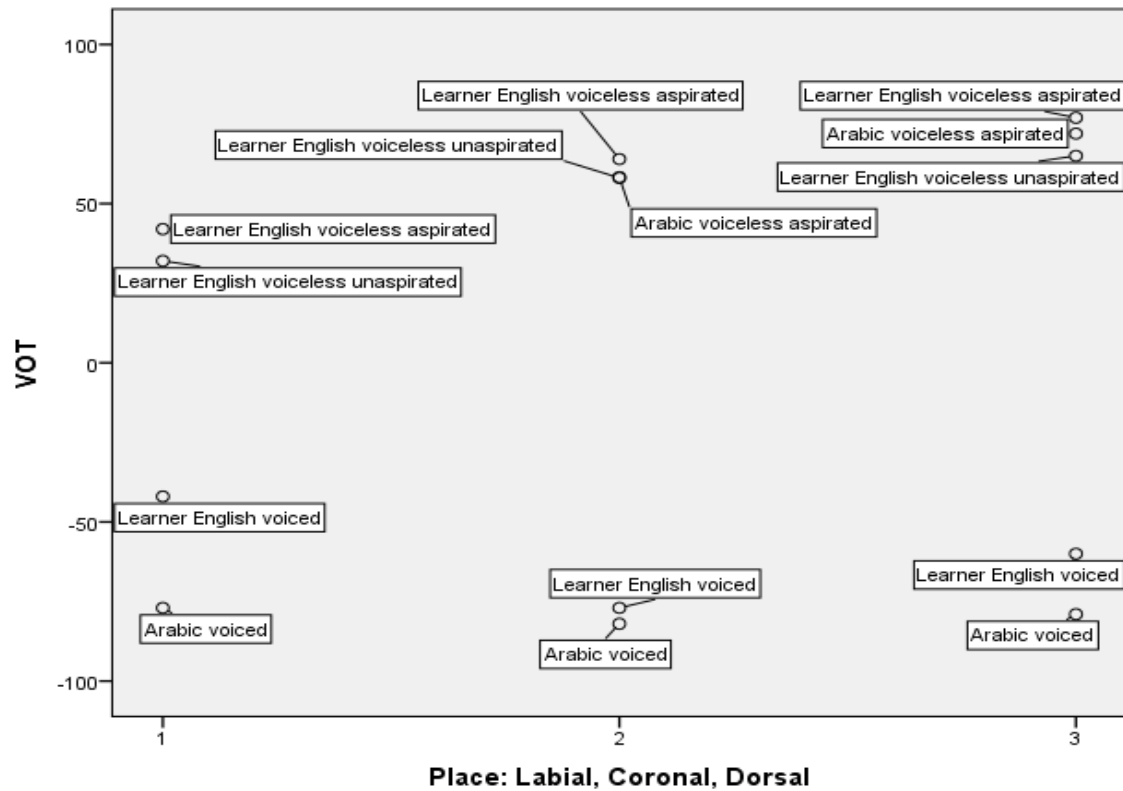 100
Learner English voiceless aspirated
Learner English voiceless aspirated
Learner English voiceless unaspirated
Arabic voiceless aspirated
Learner English voiceless unaspirated
50
Arabic voiceless aspirated
Learner English voiceless aspirated
Learner English voiceless unaspirated
VOT
0
-50
Learner English voiced
Learner English voiced
Learner English voiced
Arabic voiced
Arabic voiced
Arabic voiced
-100
1
2
3
Place: Labial, Coronal, Dorsal